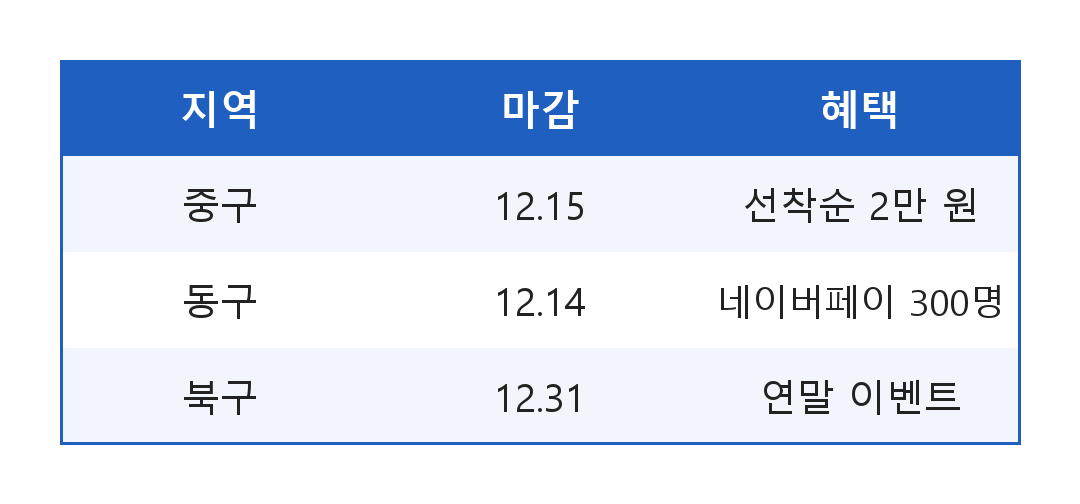 지역 마감 혜택
중구 12.15 선착순 2만 원
동구 12.14 네이버페이 300명
북구 12.31 연말 이벤트